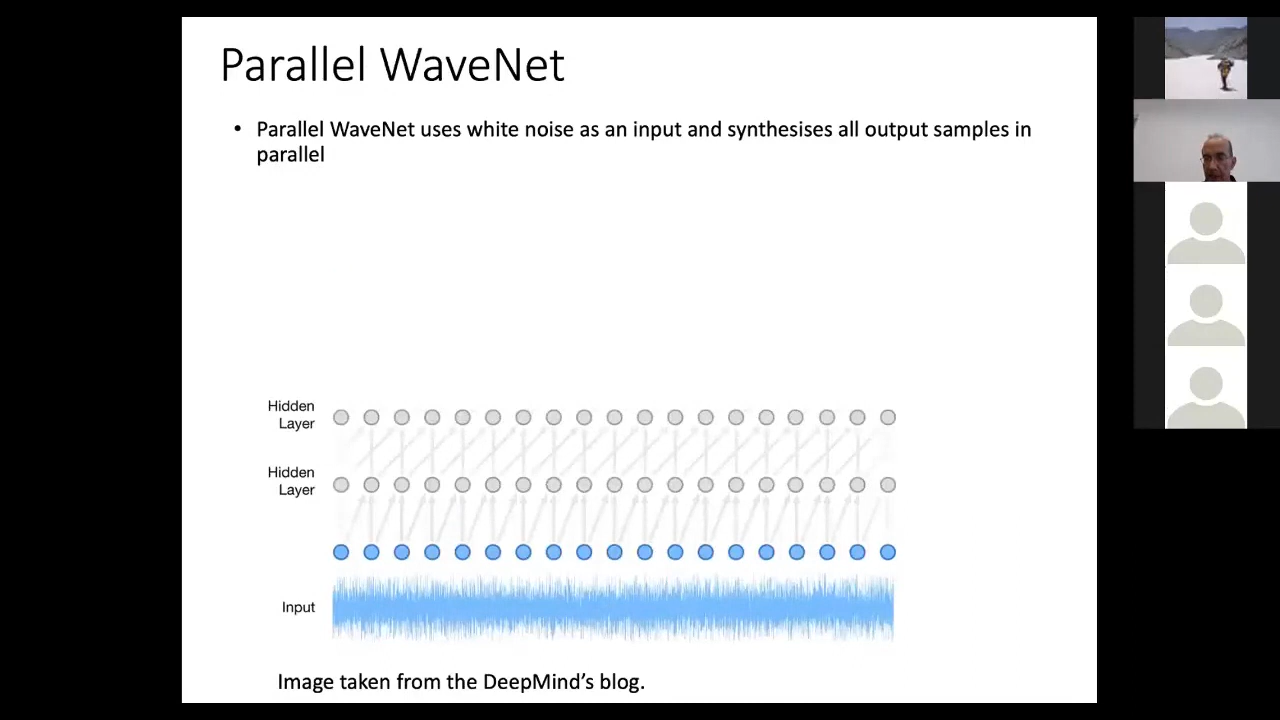 Parallel WaveNet
• Parallel WaveNet uses white noise as an input and synthesises all output samples in
parallel
Hidden
Layer
Hidden
Layer
Input
Image taken from the DeepMind's blog.